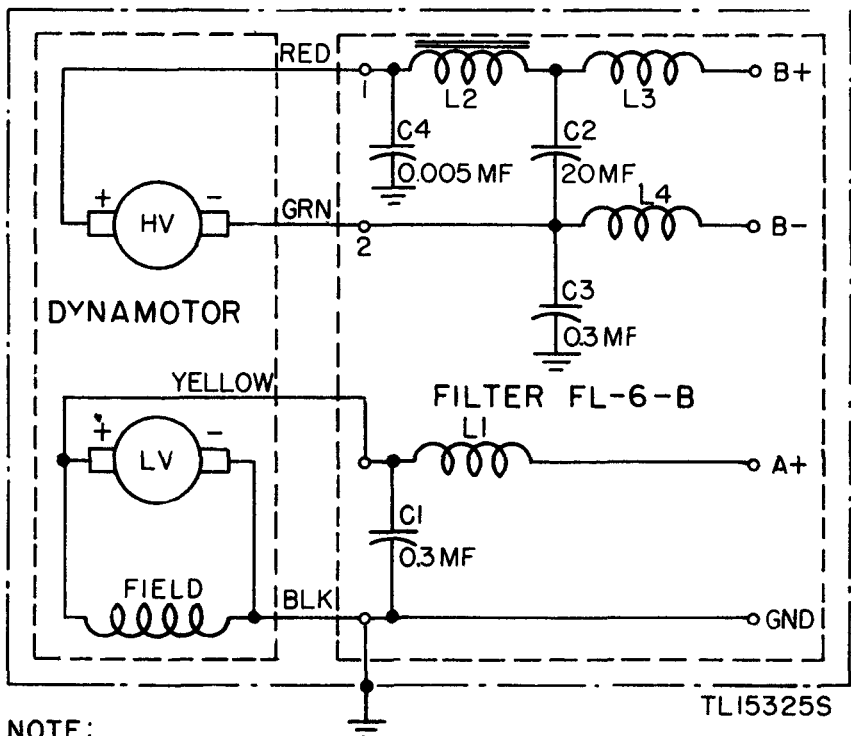 RED
1
L2
L3
B+
C4
0.005 MF
C2
20 MF
+ HV -
GRN
2
L4
B-
C3
0.3 MF
DYNAMOTOR
YELLOW
FILTER FL-6-B
L1
+ LV -
A+
C1
0.3 MF
FIELD
BLK
GND
TL15325S
NOTE: